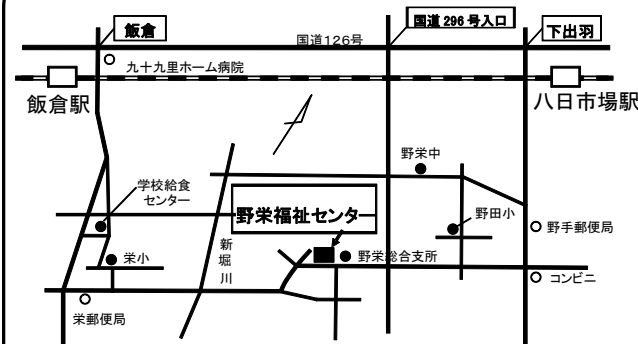 飯倉
国道 296 号入口
下出羽
国道126号
九十九里ホーム病院
飯倉駅
八日市場駅
野栄中
学校給食
センター
野栄福祉センター
野田小
野手郵便局
新堀川
栄小
野栄総合支所
コンビニ
栄郵便局